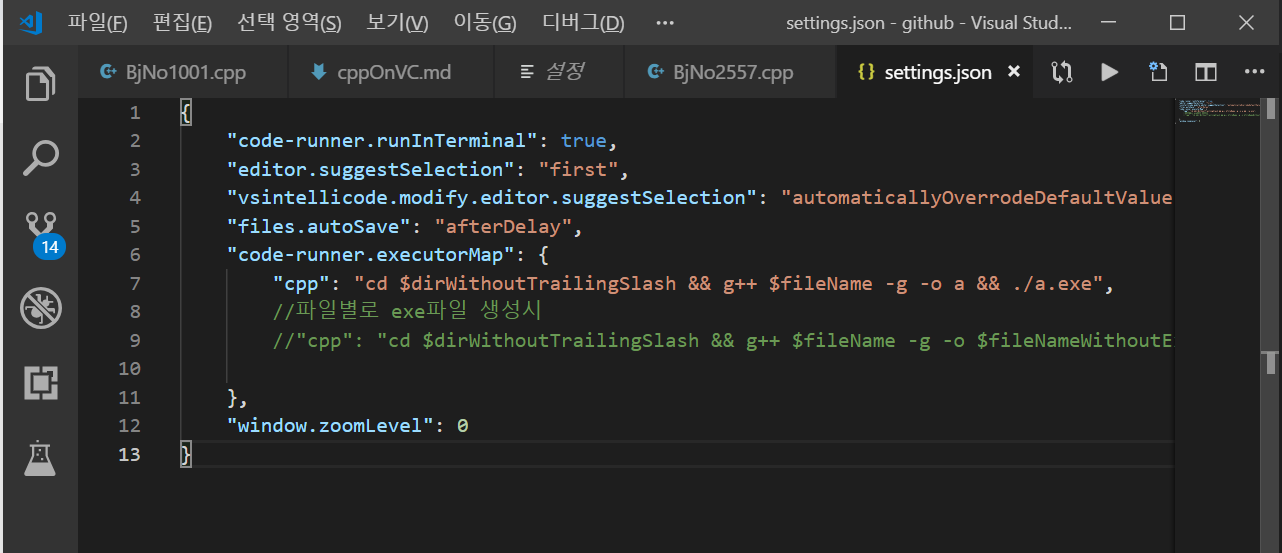 파일(F) 편집(E) 선택 영역(S) 보기(V) 이동(G) 디버그(D) ··· settings.json - github - Visual Stud...
BjNo1001.cpp cppOnVC.md 설정 BjNo2557.cpp {} settings.json ×
1 {
2 "code-runner.runInTerminal": true,
3 "editor.suggestSelection": "first",
4 "vsintellicode.modify.editor.suggestSelection": "automaticallyOverrodeDefaultValue
5 "files.autoSave": "afterDelay",
6 "code-runner.executorMap": {
7 "cpp": "cd $dirWithoutTrailingSlash && g++ $fileName -g -o a && ./a.exe",
8 //파일별로 exe파일 생성시
9 //"cpp": "cd $dirWithoutTrailingSlash && g++ $fileName -g -o $fileNameWithoutE
10
11 },
12 "window.zoomLevel": 0
13 }
14